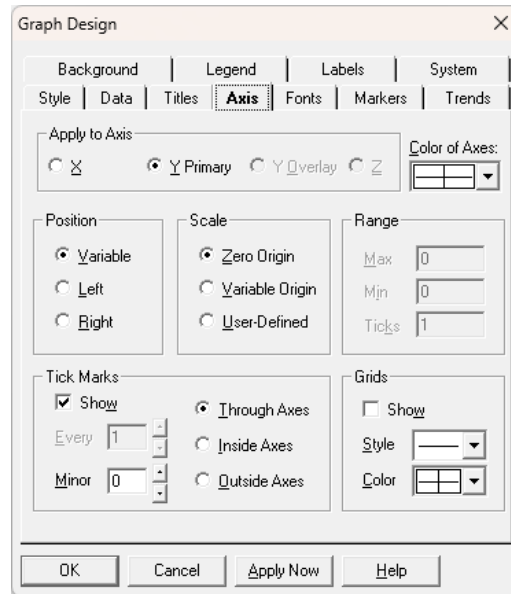 Graph Design
Background Legend Labels System
Style Data Titles Axis Fonts Markers Trends
Apply to Axis
X Y Primary Y Overlay Z
Color of Axes:
Position
Variable
Left
Right
Scale
Zero Origin
Variable Origin
User-Defined
Range
Max 0
Min 0
Ticks 1
Tick Marks
Show
Every 1
Minor 0
Through Axes
Inside Axes
Outside Axes
Grids
Show
Style
Color
OK Cancel Apply Now Help